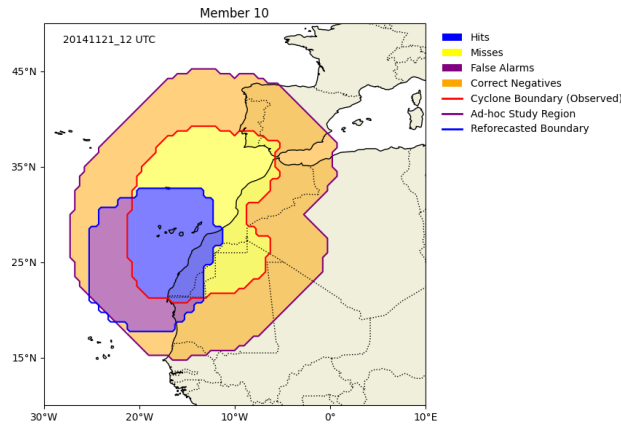 Member 10
20141121_12 UTC
45°N
35°N
25°N
15°N
30°W
20°W
10°W
0°
10°E
Hits
Misses
False Alarms
Correct Negatives
Cyclone Boundary (Observed)
Ad-hoc Study Region
Reforecasted Boundary